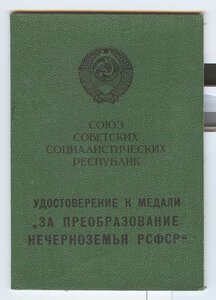 СОЮЗ
СОВЕТСКИХ
СОЦИАЛИСТИЧЕСКИХ
РЕСПУБЛИК
УДОСТОВЕРЕНИЕ К МЕДАЛИ
„ЗА ПРЕОБРАЗОВАНИЕ
НЕЧЕРНОЗЕМЬЯ РСФСР“